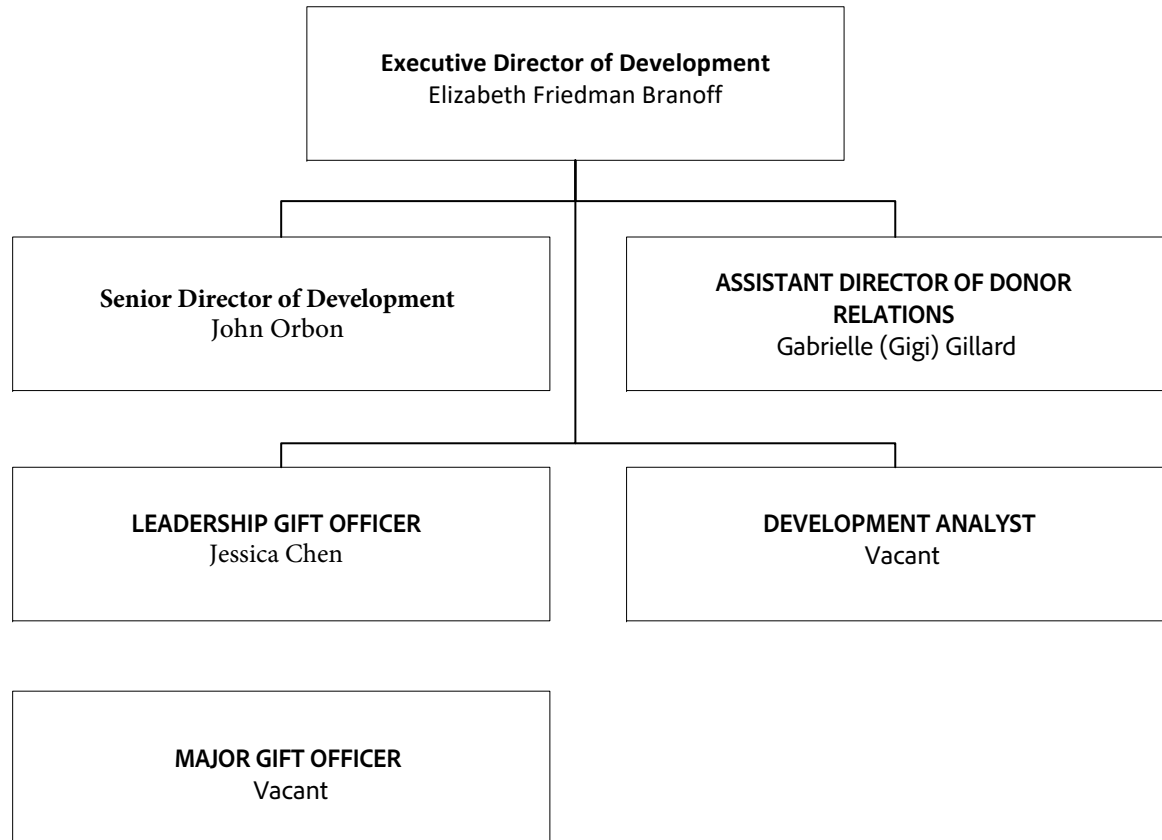 Executive Director of Development
Elizabeth Friedman Branoff
Senior Director of Development
John Orbon
ASSISTANT DIRECTOR OF DONOR
RELATIONS
Gabrielle (Gigi) Gillard
LEADERSHIP GIFT OFFICER
Jessica Chen
DEVELOPMENT ANALYST
Vacant
MAJOR GIFT OFFICER
Vacant